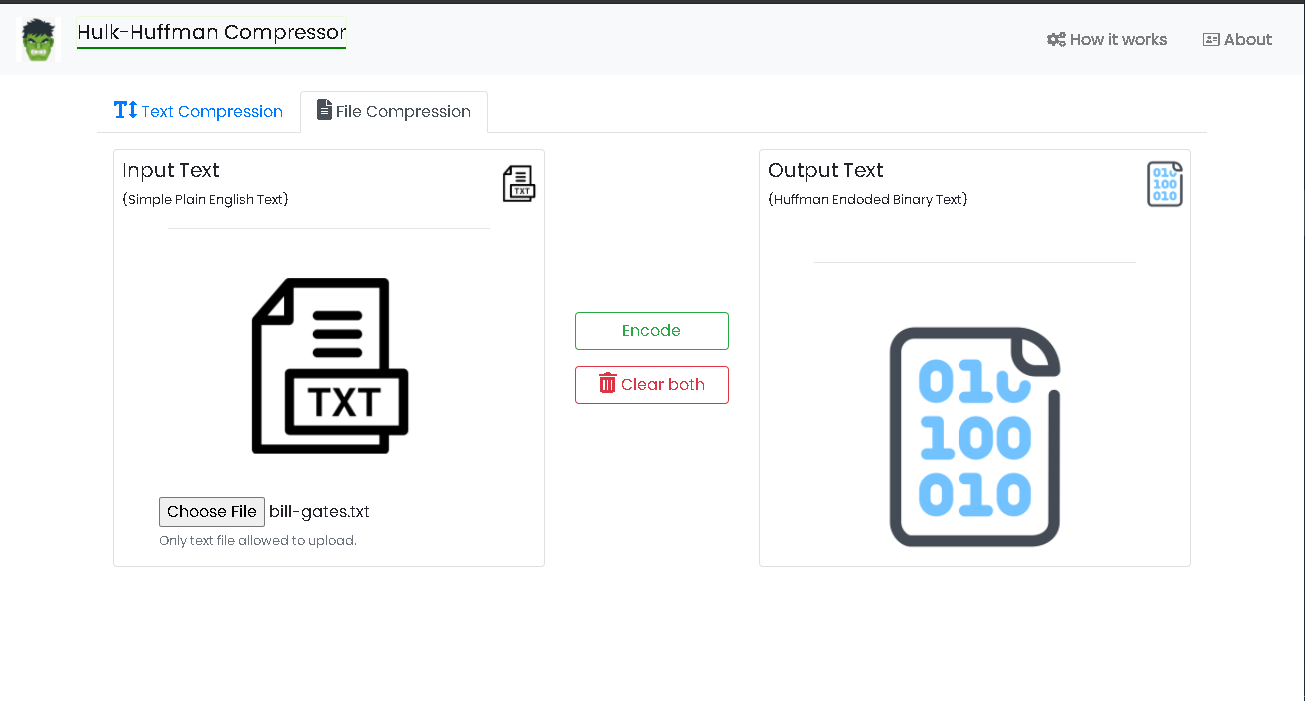 Hulk-Huffman Compressor
How it works
About
Text Compression
File Compression
Input Text
{Simple Plain English Text}
TXT
TXT
Choose File bill-gates.txt
Only text file allowed to upload.
Encode
Clear both
Output Text
{Huffman Endoded Binary Text}
010
100
010
010
100
010